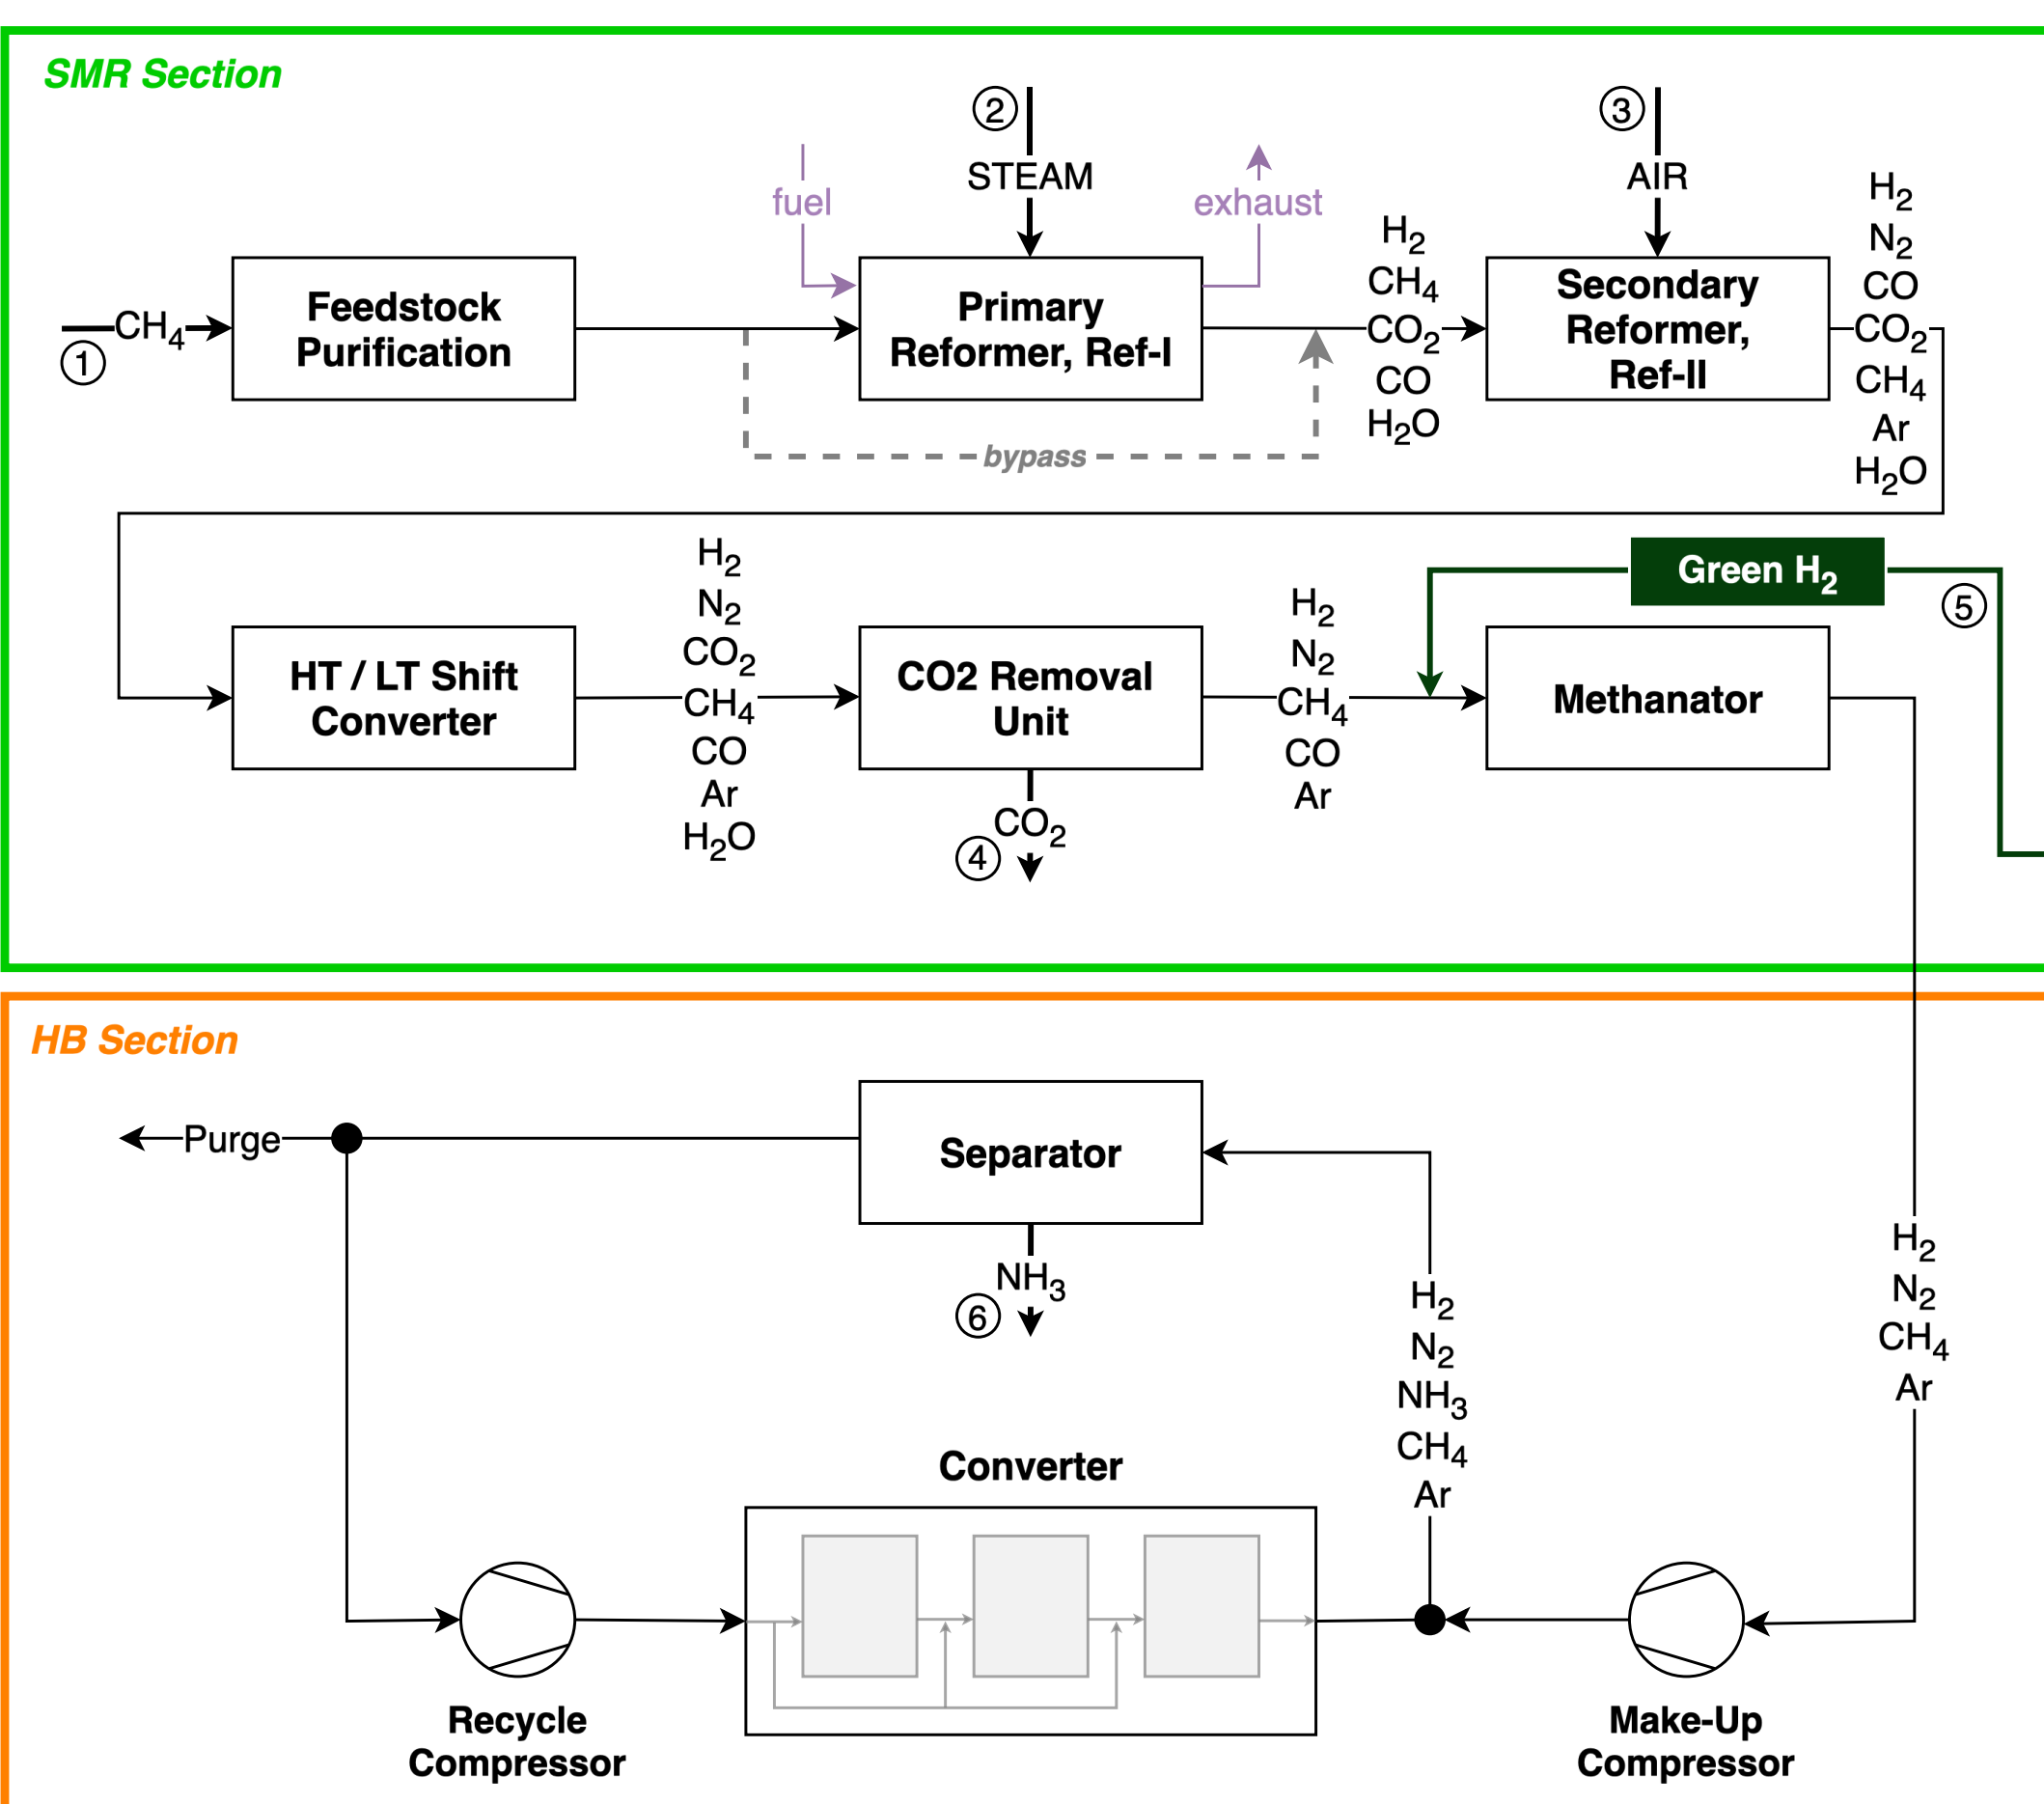 SMR Section
2
STEAM
3
AIR
fuel
exhaust
1
CH4
Feedstock
Purification
Primary
Reformer, Ref-I
H2
CH4
CO2
CO
H2O
Secondary
Reformer,
Ref-II
H2
N2
CO
CO2
CH4
Ar
H2O
bypass
HT / LT Shift
Converter
H2
N2
CO2
CH4
CO
Ar
H2O
CO2 Removal
Unit
CO2
4
H2
N2
CH4
CO
Ar
Green H2
5
Methanator
HB Section
Purge
Separator
NH3
6
H2
N2
NH3
CH4
Ar
H2
N2
CH4
Ar
Converter
Recycle
Compressor
Make-Up
Compressor